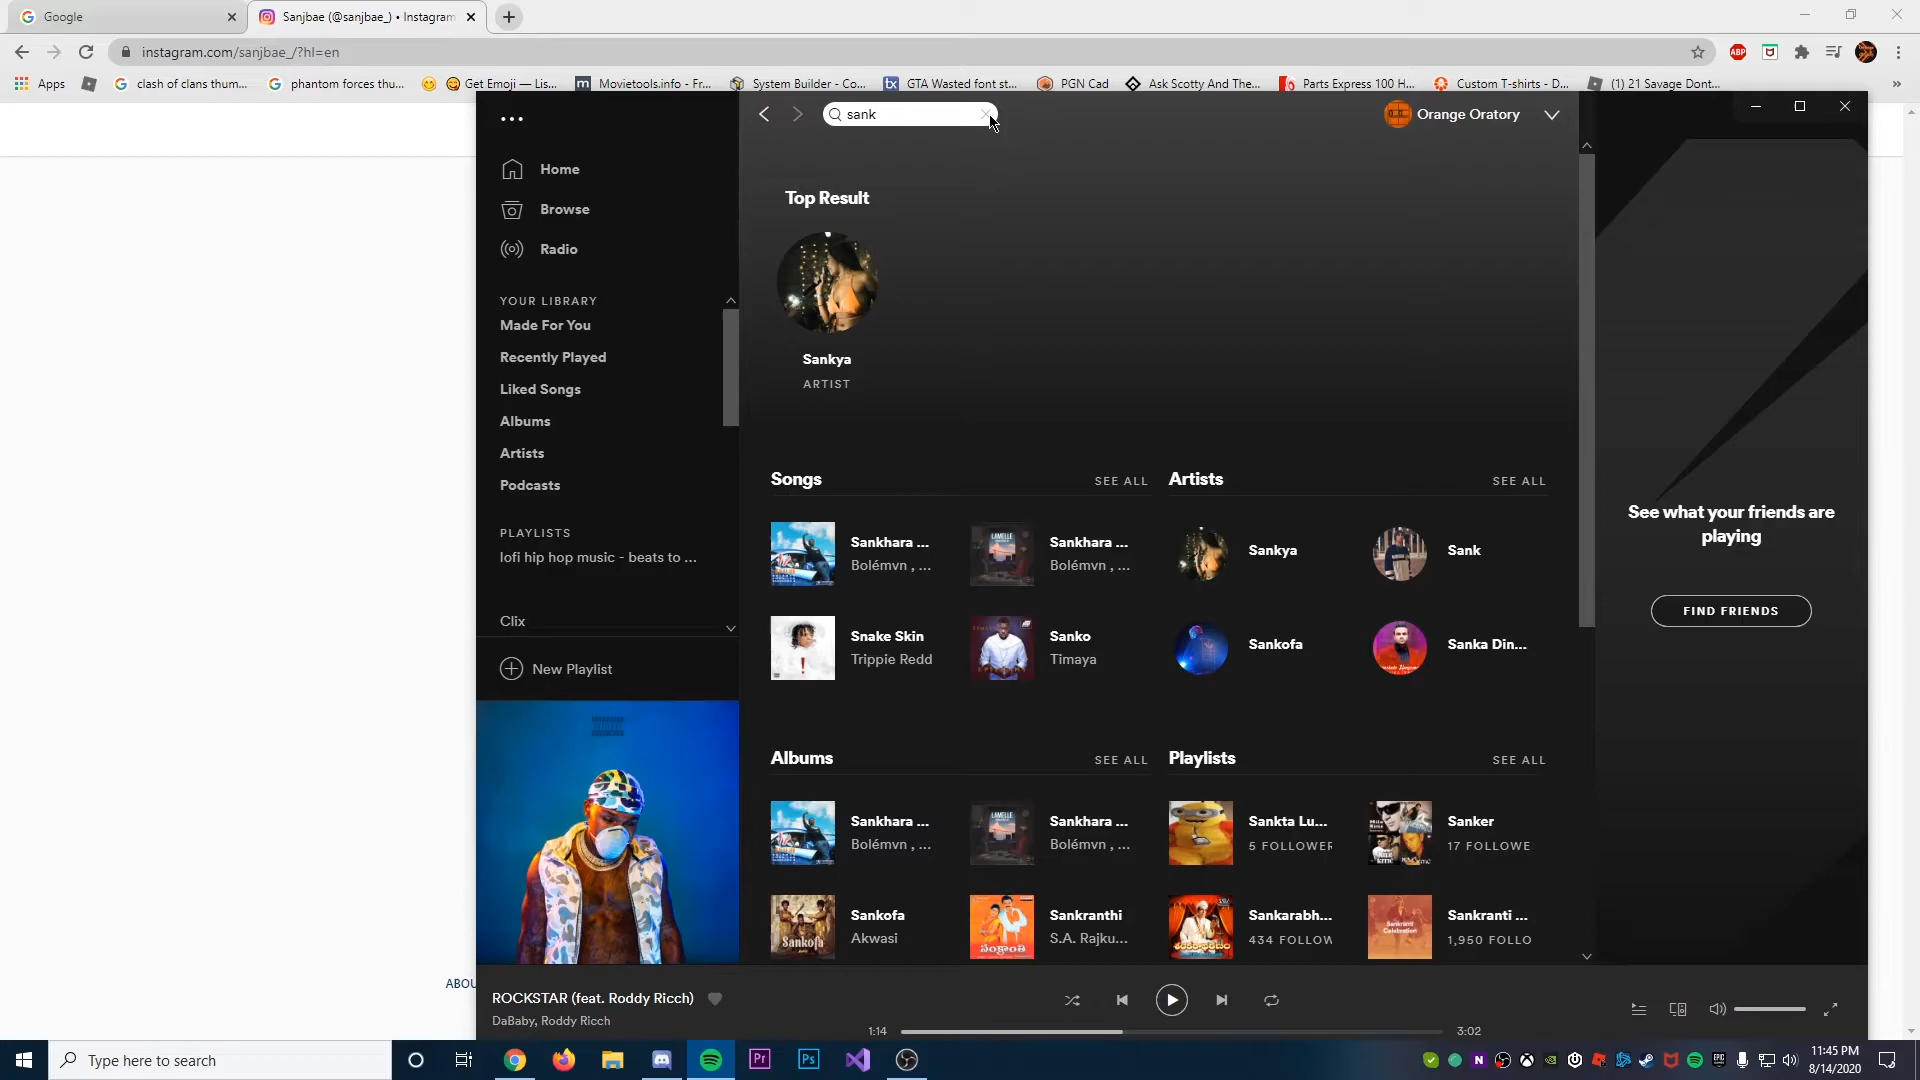 Google
Sanjbae (@sanjbae_) • Instagram
instagram.com/sanjbae_/?hl=en
Apps
clash of clans thum...
phantom forces thu...
Get Emoji — Lis...
Movietools.info - Fr...
System Builder - Co...
GTA Wasted font st...
PGN Cad
Ask Scotty And The...
Parts Express 100 H...
Custom T-shirts - D...
(1) 21 Savage Dont...
sank
Orange Oratory
Home
Browse
Radio
YOUR LIBRARY
Made For You
Recently Played
Liked Songs
Albums
Artists
Podcasts
PLAYLISTS
lofi hip hop music - beats to ...
Clix
New Playlist
Top Result
Sankya
ARTIST
Songs
SEE ALL
Sankhara ...
Bolémvn , ...
Sankhara ...
Bolémvn , ...
Snake Skin
Trippie Redd
Sanko
Timaya
Artists
SEE ALL
Sankya
Sank
Sankofa
Sanka Din...
Albums
SEE ALL
Sankhara ...
Bolémvn , ...
Sankhara ...
Bolémvn , ...
Sankofa
Akwasi
Sankranthi
S.A. Rajku...
Playlists
SEE ALL
Sankta Lu...
5 FOLLOWER
Sanker
17 FOLLOWE
Sankarabh...
434 FOLLOW
Sankranti ...
1,950 FOLLO
See what your friends are
playing
FIND FRIENDS
ABOU
ROCKSTAR (feat. Roddy Ricch)
DaBaby, Roddy Ricch
1:14
3:02
Type here to search
11:45 PM
8/14/2020